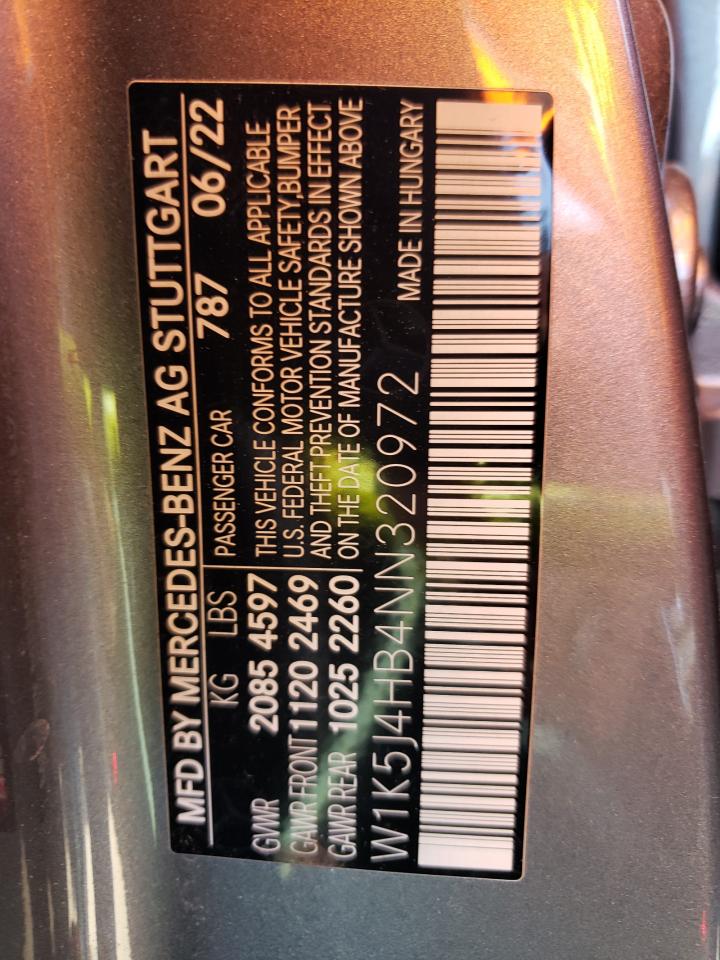 MFD BY MERCEDES-BENZ AG STUTTGART
KG LBS
GVWR 2085 4597
GAWR FRONT 1120 2469
GAWR REAR 1025 2260
PASSENGER CAR 787 06/22
THIS VEHICLE CONFORMS TO ALL APPLICABLE
U.S. FEDERAL MOTOR VEHICLE SAFETY,BUMPER
AND THEFT PREVENTION STANDARDS IN EFFECT
ON THE DATE OF MANUFACTURE SHOWN ABOVE
W1K5J4HB4NN320972 MADE IN HUNGARY